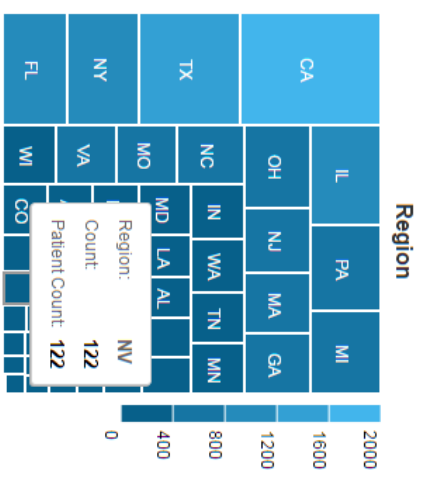 Region
CA
TX
NY
FL
IL
PA
MI
OH
NJ
MA
GA
NC
MO
VA
WI
IN
WA
TN
MN
MD
LA
AL
CO
Region: NV
Count: 122
Patient Count: 122
2000
1600
1200
800
400
0